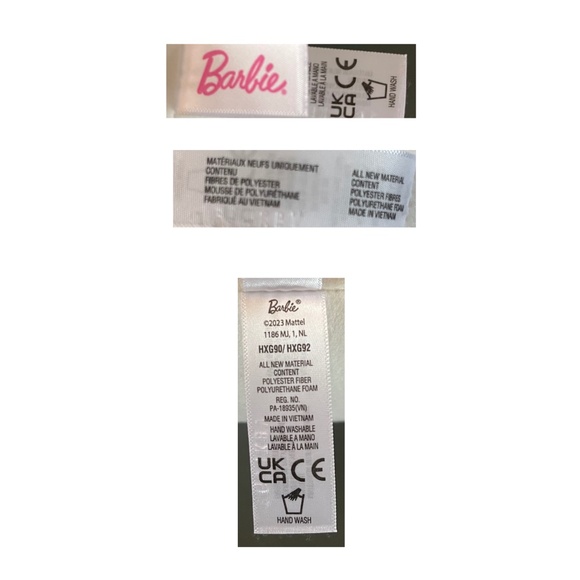 Barbie®
LAVABLE A MANO
LAVABLE À LA MAIN
UK
CA CE
HAND WASH
MATÉRIAUX NEUFS UNIQUEMENT
CONTENU
FIBRES DE POLYESTER
MOUSSE DE POLYURÉTHANE
FABRIQUÉ AU VIETNAM
ALL NEW MATERIAL
CONTENT
POLYESTER FIBRES
POLYURETHANE FOAM
MADE IN VIETNAM
Barbie®
©2023 Mattel
1186 MJ, 1, NL
HXG90/ HXG92
ALL NEW MATERIAL
CONTENT
POLYESTER FIBER
POLYURETHANE FOAM
REG. NO.
PA-18935(VN)
MADE IN VIETNAM
HAND WASHABLE
LAVABLE A MANO
LAVABLE À LA MAIN
UK
CA CE
HAND WASH